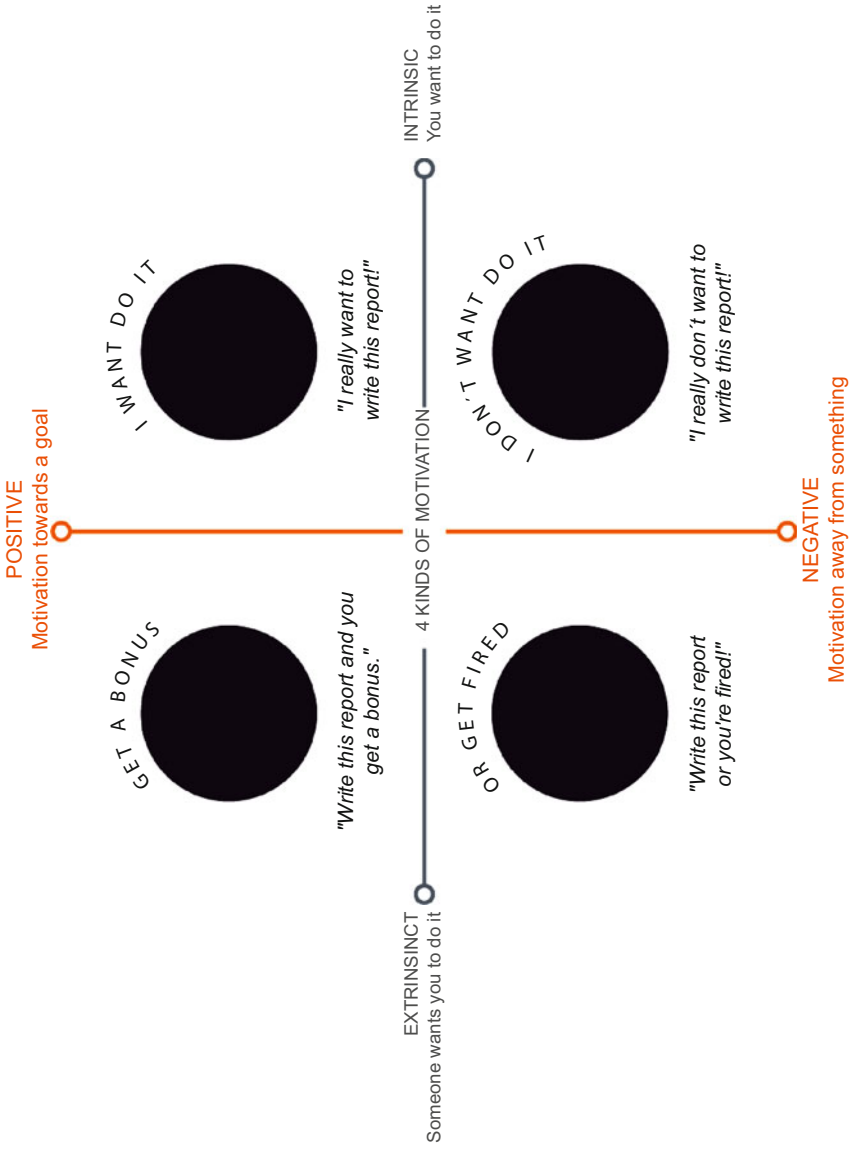 POSITIVE
Motivation towards a goal
GET A BONUS
I WANT DO IT
"Write this report and you
get a bonus."
"I really want to
write this report!"
EXTRINSINCT
Someone wants you to do it
4 KINDS OF MOTIVATION
INTRINSIC
You want to do it
OR GET FIRED
I DON´T WANT DO IT
"Write this report
or you're fired!"
"I really don´t want to
write this report!"
NEGATIVE
Motivation away from something